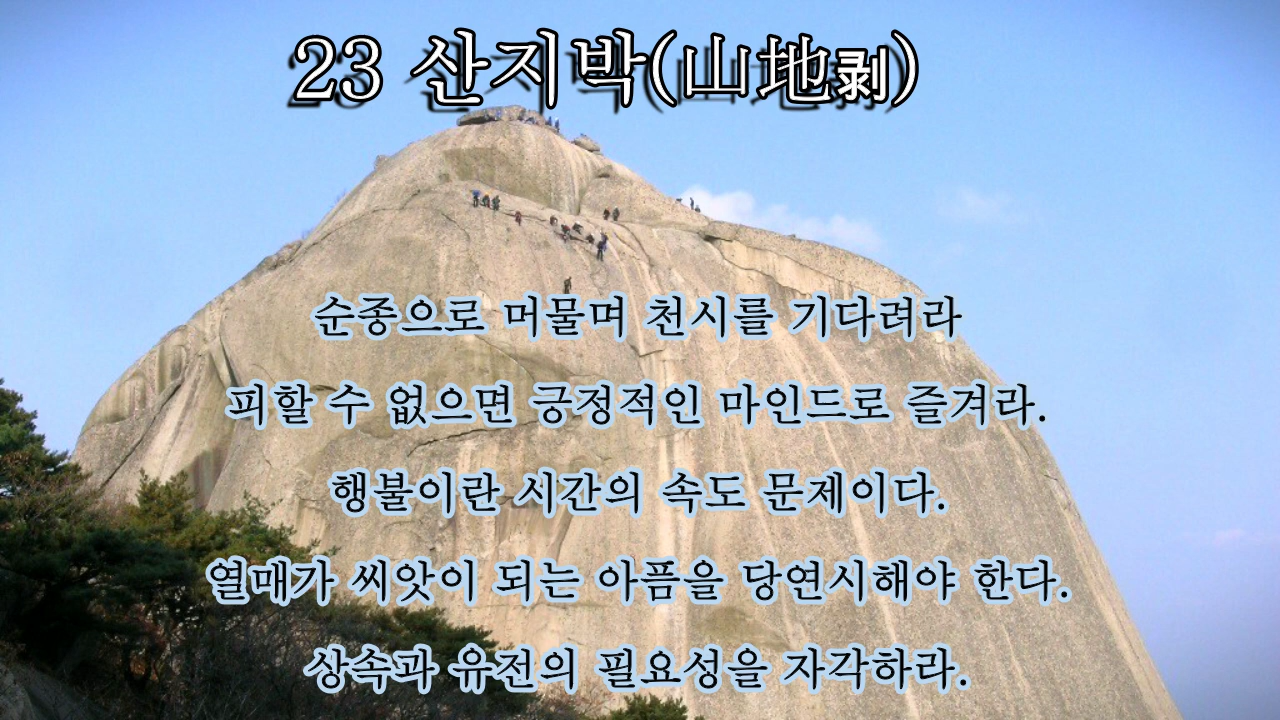 23 산지박(山地剥)
순종으로 머물며 천시를 기다려라
피할 수 없으면 긍정적인 마인드로 즐겨라.
행불이란 시간의 속도 문제이다.
열매가 씨앗이 되는 아픔을 당연시해야 한다.
상속과 유전의 필요성을 자각하라.